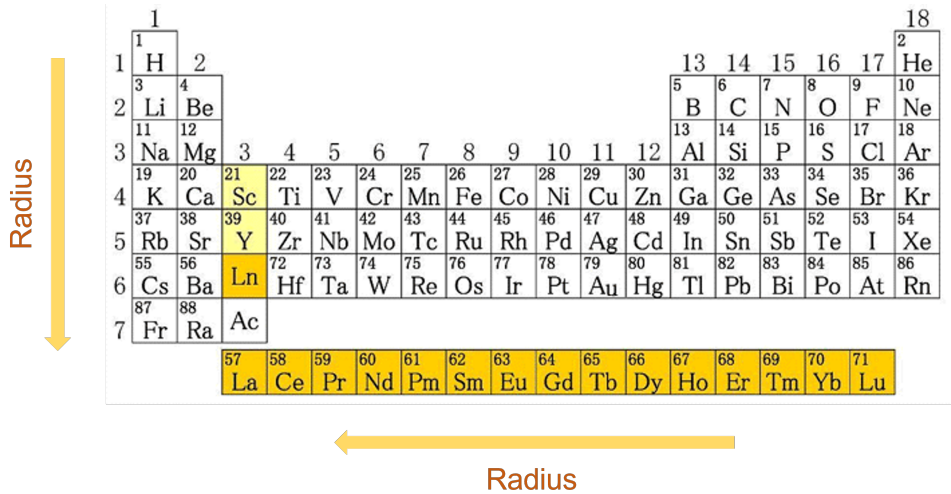 1 18
1 1 H 2 13 14 15 16 17 2 He
2 3 Li 4 Be 5 B 6 C 7 N 8 O 9 F 10 Ne
3 11 Na 12 Mg 3 4 5 6 7 8 9 10 11 12 13 Al 14 Si 15 P 16 S 17 Cl 18 Ar
4 19 K 20 Ca 21 Sc 22 Ti 23 V 24 Cr 25 Mn 26 Fe 27 Co 28 Ni 29 Cu 30 Zn 31 Ga 32 Ge 33 As 34 Se 35 Br 36 Kr
5 37 Rb 38 Sr 39 Y 40 Zr 41 Nb 42 Mo 43 Tc 44 Ru 45 Rh 46 Pd 47 Ag 48 Cd 49 In 50 Sn 51 Sb 52 Te 53 I 54 Xe
6 55 Cs 56 Ba Ln 72 Hf 73 Ta 74 W 75 Re 76 Os 77 Ir 78 Pt 79 Au 80 Hg 81 Tl 82 Pb 83 Bi 84 Po 85 At 86 Rn
7 87 Fr 88 Ra Ac
57 La 58 Ce 59 Pr 60 Nd 61 Pm 62 Sm 63 Eu 64 Gd 65 Tb 66 Dy 67 Ho 68 Er 69 Tm 70 Yb 71 Lu
Radius
Radius